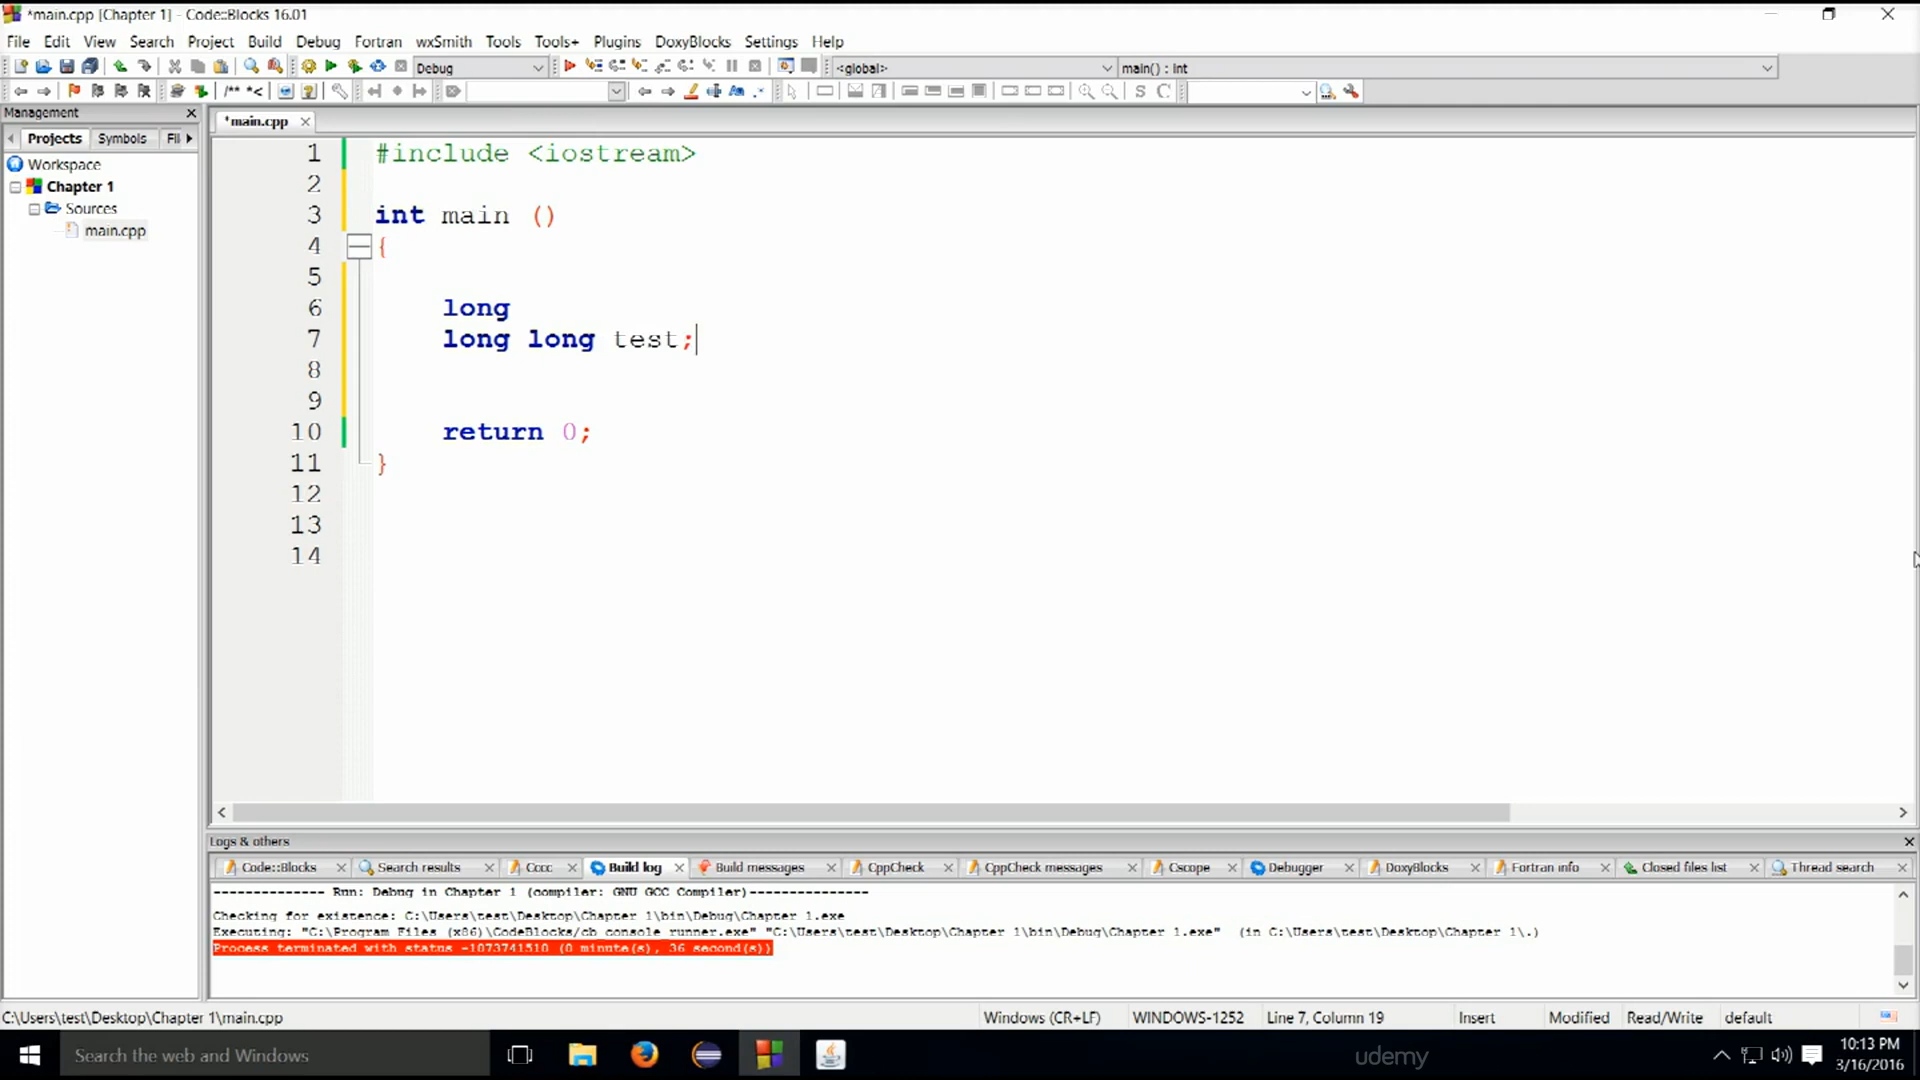 *main.cpp [Chapter 1] - Code::Blocks 16.01
File Edit View Search Project Build Debug Fortran wxSmith Tools Tools+ Plugins DoxyBlocks Settings Help
Debug <global> main() : int
/** *< Aa .* S C
Management
Projects Symbols Fil
*main.cpp
Workspace
Chapter 1
Sources
main.cpp
1 #include <iostream>
2
3 int main ()
4 {
5
6 long
7 long long test;
8
9
10 return 0;
11 }
12
13
14
Logs & others
Code::Blocks Search results Cccc Build log Build messages CppCheck CppCheck messages Cscope Debugger DoxyBlocks Fortran info Closed files list Thread search
-------------- Run: Debug in Chapter 1 (compiler: GNU GCC Compiler)---------------
Checking for existence: C:\Users\test\Desktop\Chapter 1\bin\Debug\Chapter 1.exe
Executing: "C:\Program Files (x86)\CodeBlocks/cb_console_runner.exe" "C:\Users\test\Desktop\Chapter 1\bin\Debug\Chapter 1.exe" (in C:\Users\test\Desktop\Chapter 1\.)
Process terminated with status -1073741510 (0 minute(s), 36 second(s))
C:\Users\test\Desktop\Chapter 1\main.cpp Windows (CR+LF) WINDOWS-1252 Line 7, Column 19 Insert Modified Read/Write default
Search the web and Windows
udemy
10:13 PM
3/16/2016